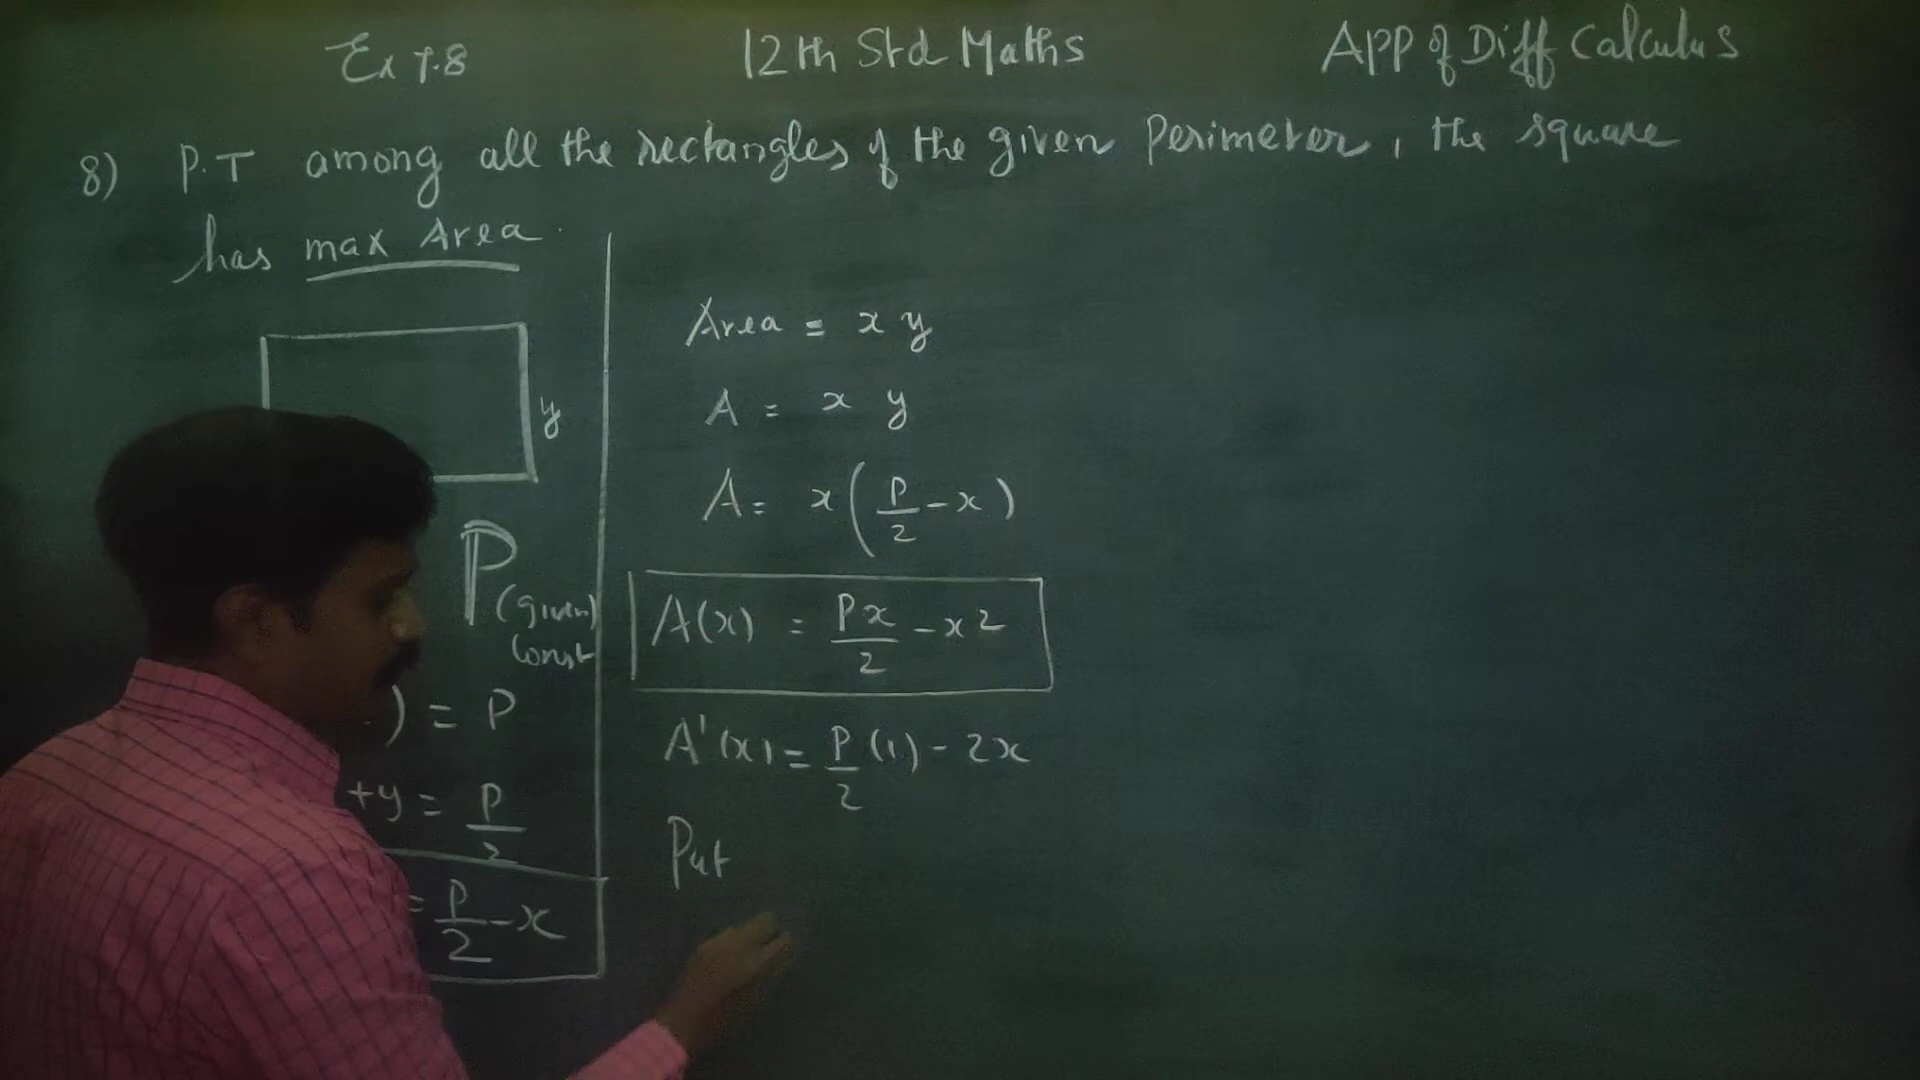 Ex 7.8
12th Std Maths
App of Diff Calculus
8) P.T among all the rectangles of the given perimeter, the square
has max Area.
y
P
(given)
Const
) = P
+y = P/2
= P/2 - x
Area = x y
A = x y
A = x(P/2 - x)
A(x) = Px/2 - x²
A'(x) = P/2 (1) - 2x
Put